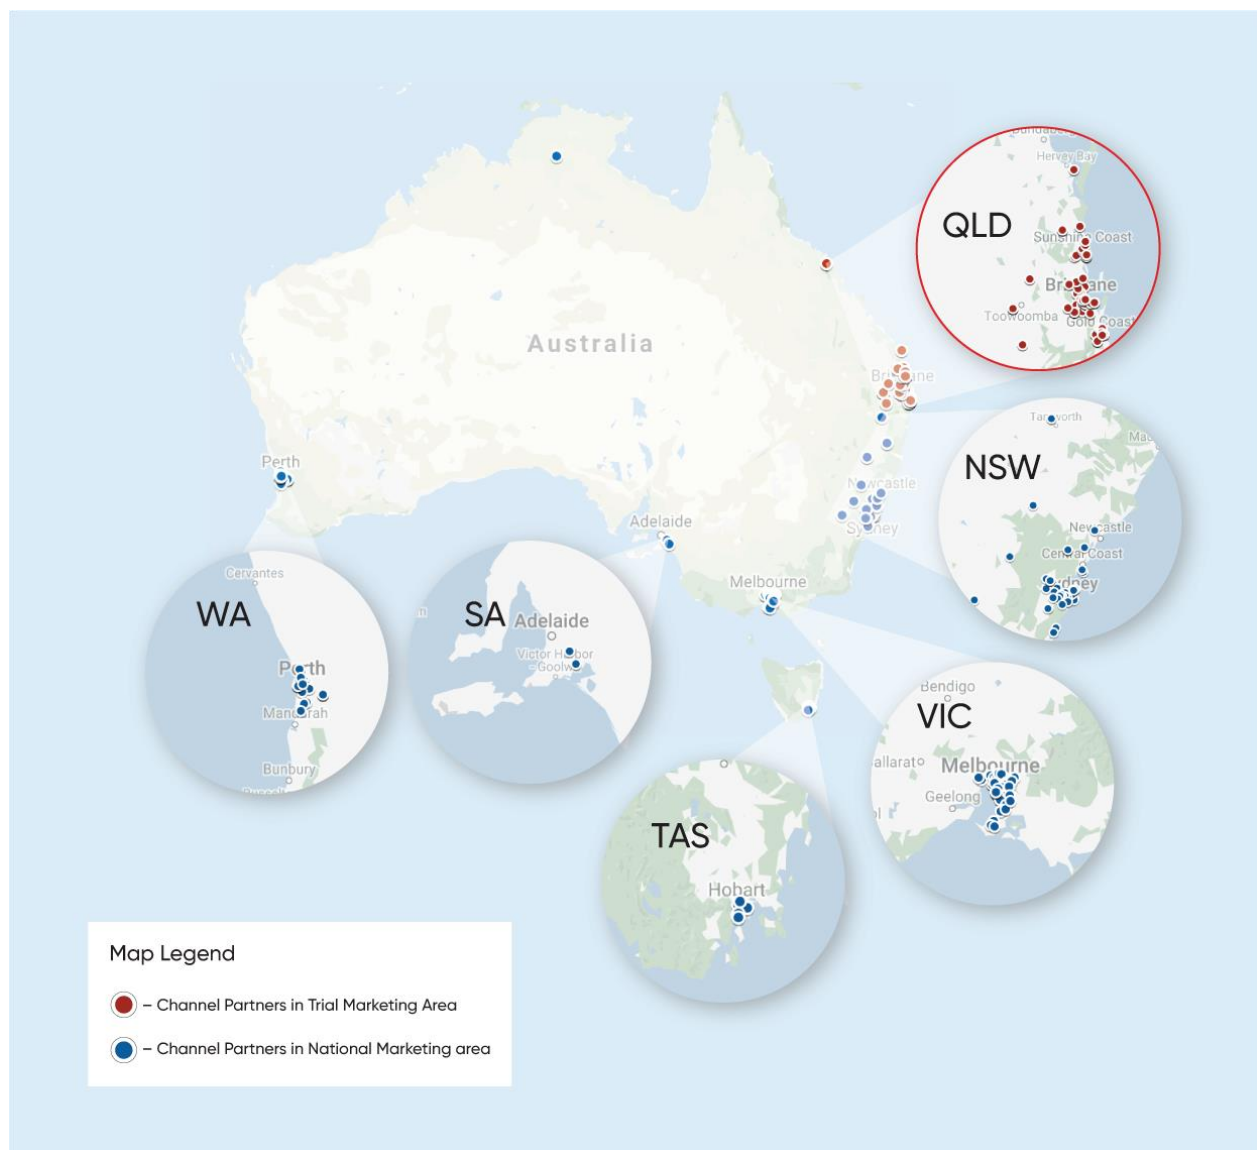 Hervey Bay
QLD
Sunshine Coast
Brisbane
Toowoomba
Gold Coast
Australia
Brisbane
Tamworth
NSW
Newcastle
Central Coast
Sydney
Perth
Newcastle
Sydney
Adelaide
Melbourne
Cervantes
WA
Perth
Mandurah
Bunbury
SA
Adelaide
Victor Harbor
- Goolwa
Bendigo
VIC
Ballarat
Melbourne
Geelong
TAS
Hobart
Map Legend
– Channel Partners in Trial Marketing Area
– Channel Partners in National Marketing area